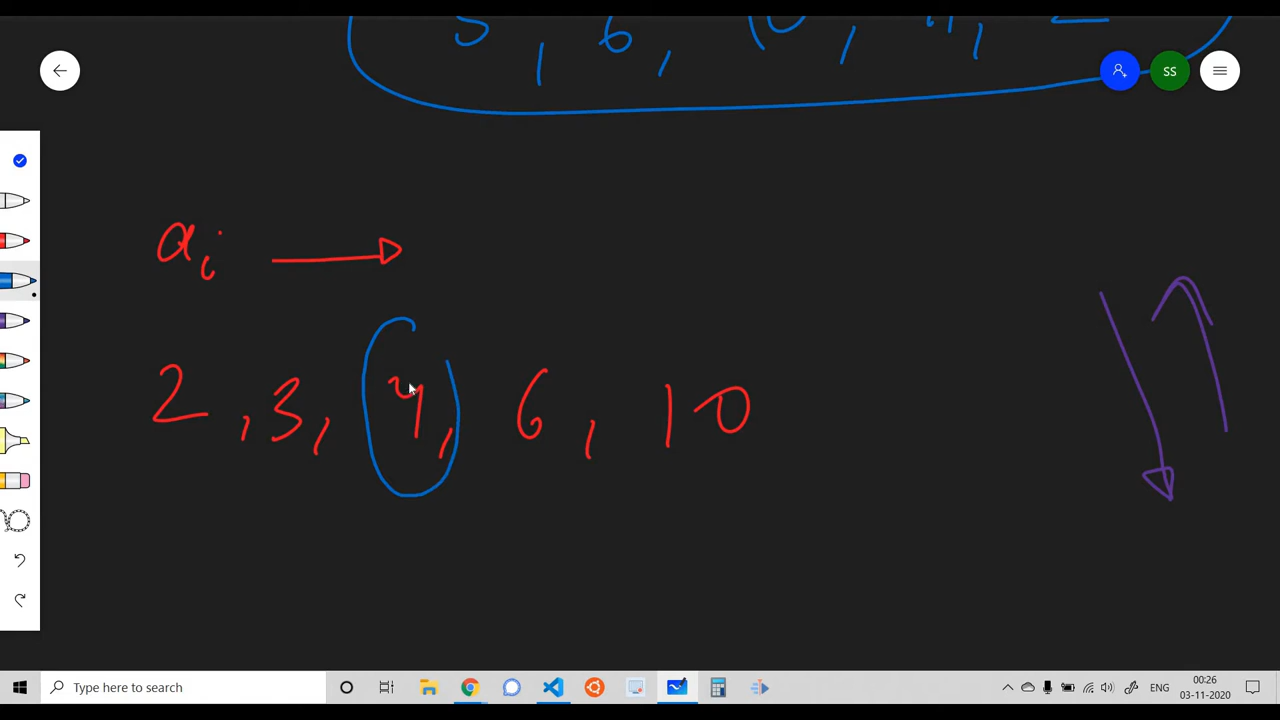 SS
a_i →
2 , 3 , 4 , 6 , 10
Type here to search
ENG
00:26
03-11-2020